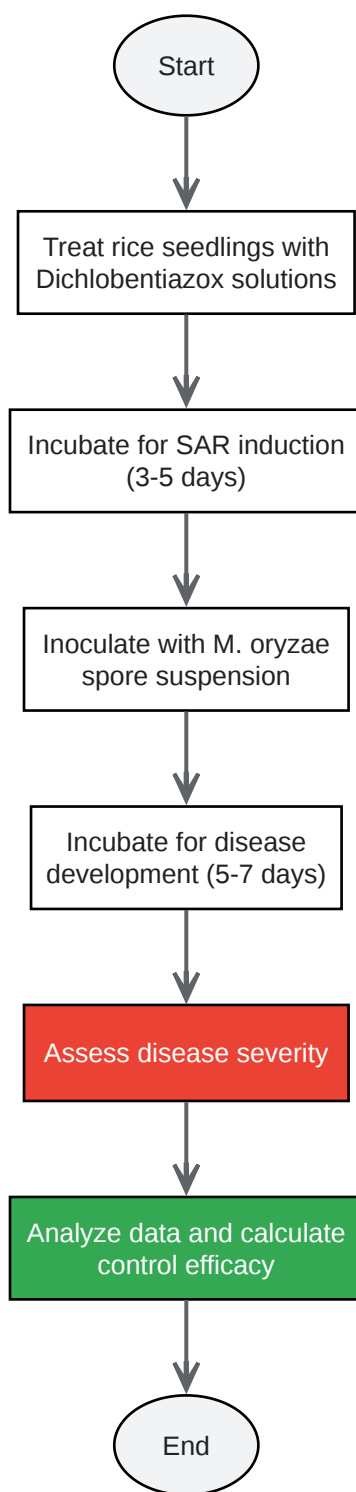 Start
Treat rice seedlings with
Dichlobentiazox solutions
Incubate for SAR induction
(3-5 days)
Inoculate with M. oryzae
spore suspension
Incubate for disease
development (5-7 days)
Assess disease severity
Analyze data and calculate
control efficacy
End